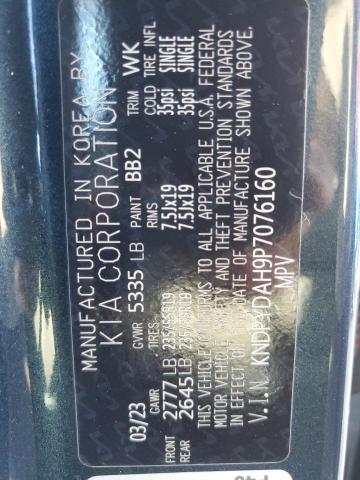 MANUFACTURED IN KOREA BY
KIA CORPORATION
03/23 GVWR 5335 LB PAINT BB2 TRIM WK
GAWR TIRES RIMS COLD TIRE INFL
FRONT 2777 LB 235/45R19 7.5Jx19 35psi SINGLE
REAR 2645 LB 7.5Jx19 35psi SINGLE
THIS VEHICLE CONFORMS TO ALL APPLICABLE U.S.A. FEDERAL
MOTOR VEHICLE SAFETY AND THEFT PREVENTION STANDARDS
IN EFFECT ON THE DATE OF MANUFACTURE SHOWN ABOVE.
V.I.N. MPV